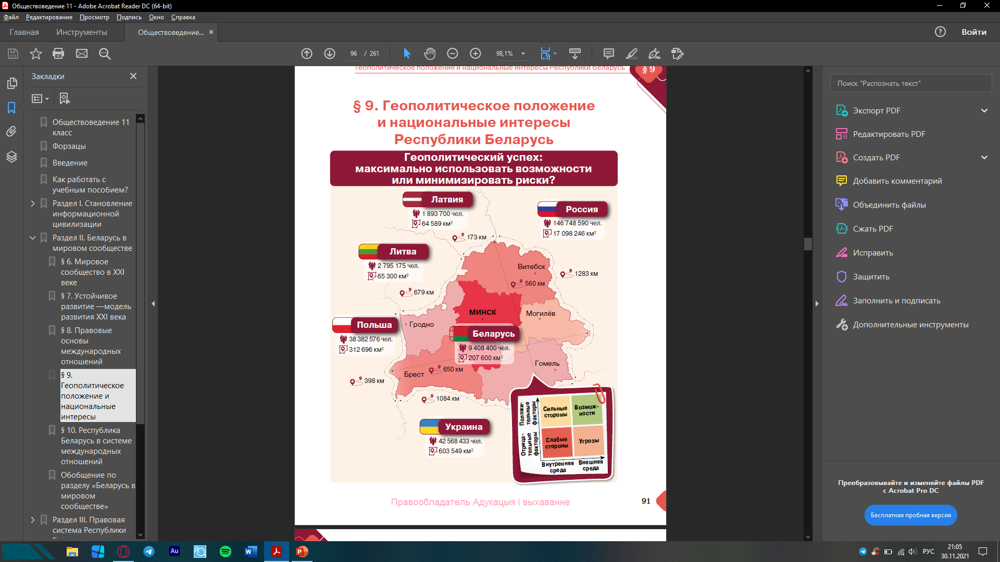 Обществоведение 11 - Adobe Acrobat Reader DC (64-bit)
Файл Редактирование Просмотр Подпись Окно Справка
Главная Инструменты Обществоведение... × ? Войти
96 / 261 98,1%
Закладки
Обществоведение 11
класс
Форзацы
Введение
Как работать с
учебным пособием?
Раздел I. Становление
информационной
цивилизации
Раздел II. Беларусь в
мировом сообществе
§ 6. Мировое
сообщество в XXI
веке
§ 7. Устойчивое
развитие —модель
развития XXI века
§ 8. Правовые
основы
международных
отношений
§ 9.
Геополитическое
положение и
национальные
интересы
§ 10. Республика
Беларусь в системе
международных
отношений
Обобщение по
разделу «Беларусь в
мировом
сообществе»
Раздел III. Правовая
система Республики
Геополитическое положение и национальные интересы Республики Беларусь
§ 9
§ 9. Геополитическое положение
и национальные интересы
Республики Беларусь
Геополитический успех:
максимально использовать возможности
или минимизировать риски?
Латвия
1 893 700 чел.
64 589 км²
Россия
146 748 590 чел.
17 098 246 км²
173 км
Литва
2 795 175 чел.
65 300 км²
Витебск
1283 км
560 км
679 км
МИНСК
Могилёв
Польша
38 382 576 чел.
312 696 км²
Гродно
Беларусь
9 408 400 чел.
207 600 км²
Гомель
650 км
Брест
398 км
1084 км
Украина
42 568 433 чел.
603 549 км²
Положи-
тельные
факторы
Сильные
стороны
Возмож-
ности
Отрица-
тельные
факторы
Слабые
стороны
Угрозы
Внутренняя
среда
Внешняя
среда
Правообладатель Адукацыя і выхаванне
91
Поиск "Распознать текст"
Экспорт PDF
Редактировать PDF
Создать PDF
Добавить комментарий
Объединить файлы
Сжать PDF
Исправить
Защитить
Заполнить и подписать
Дополнительные инструменты
Преобразовывайте и изменяйте файлы PDF
с Acrobat Pro DC
Бесплатная пробная версия
Au
W
P
РУС
21:05
30.11.2021